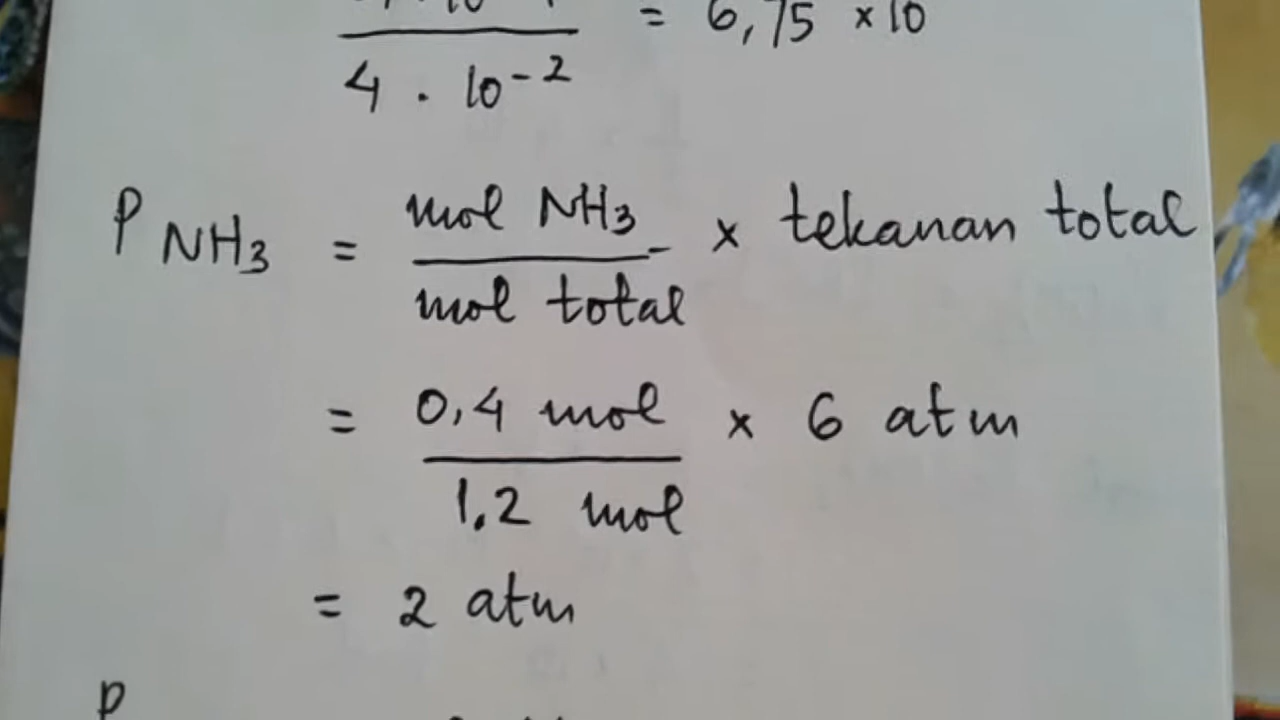 = 6,75 × 10
4 . 10⁻²
P NH₃ = mol NH₃ / mol total × tekanan total
= 0,4 mol / 1,2 mol × 6 atm
= 2 atm
P